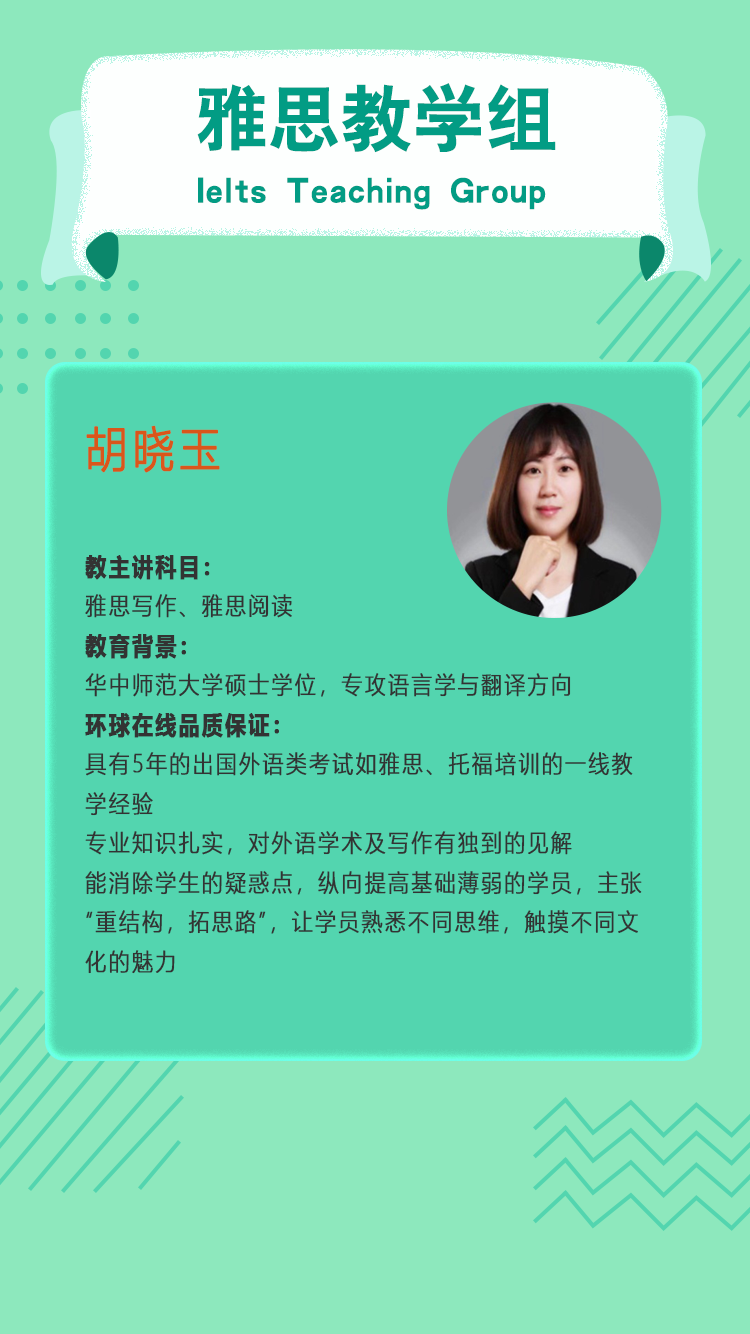 雅思教学组
Ielts Teaching Group
胡晓玉
教主讲科目：
雅思写作、雅思阅读
教育背景：
华中师范大学硕士学位，专攻语言学与翻译方向
环球在线品质保证：
具有5年的出国外语类考试如雅思、托福培训的一线教
学经验
专业知识扎实，对外语学术及写作有独到的见解
能消除学生的疑惑点，纵向提高基础薄弱的学员，主张
"重结构，拓思路"，让学员熟悉不同思维，触摸不同文
化的魅力